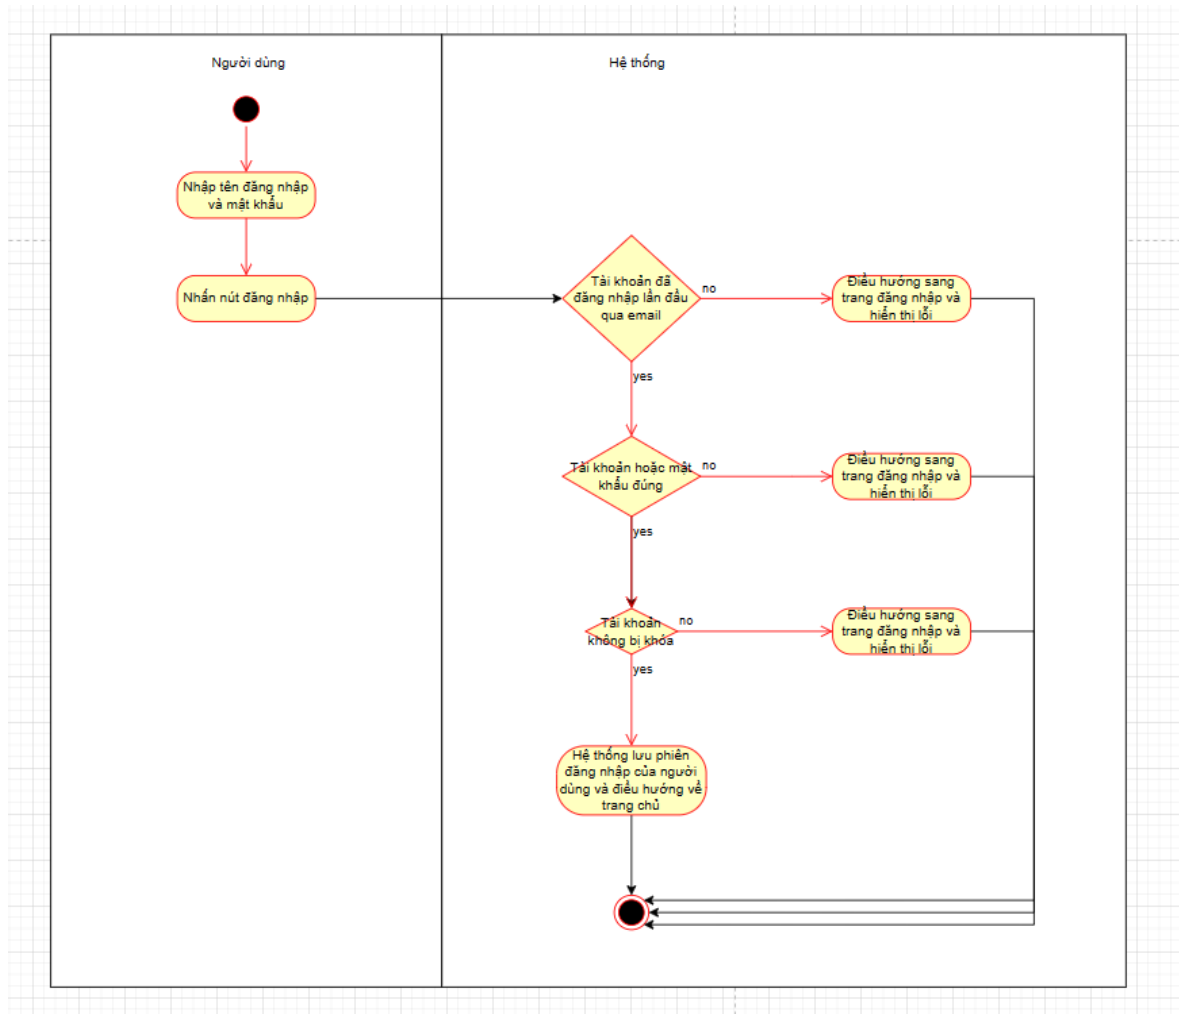 Người dùng
Hệ thống
Nhập tên đăng nhập
và mật khẩu
Nhấn nút đăng nhập
Tài khoản đã
đăng nhập lần đầu
qua email
no
Điều hướng sang
trang đăng nhập và
hiển thị lỗi
yes
Tài khoản hoặc mật
khẩu đúng
no
Điều hướng sang
trang đăng nhập và
hiển thị lỗi
yes
Tài khoản
không bị khóa
no
Điều hướng sang
trang đăng nhập và
hiển thị lỗi
yes
Hệ thống lưu phiên
đăng nhập của người
dùng và điều hướng về
trang chủ